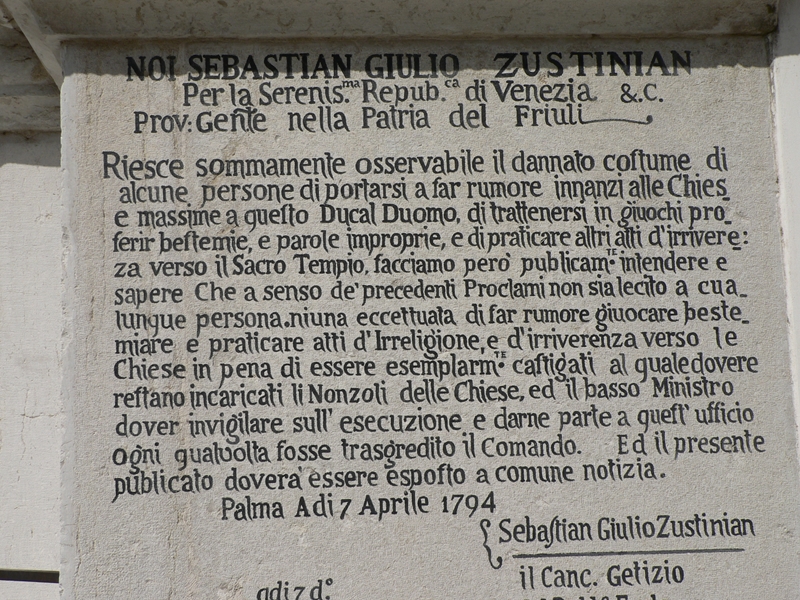 NOI SEBASTIAN GIULIO ZUSTINIAN
Per la Serenis.ma Repub.ca di Venezia &.C.
Prov: Gen̄te nella Patria del Friuli
Riesce sommamente osservabile il dannato coſtume di
alcune persone di portarsi a far rumore innanzi alle Chies_
e massime a queſto Ducal Duomo, di trattenersi in giuochi pro_
ferir beſtemie, e parole improprie, e di praticare altri atti d'irrivere:
za verso il Sacro Tempio, facciamo però publicam.TE intendere e
sapere Che a senso de' precedenti Proclami non sia lecito a cua_
lunque persona.niuna eccettuata di far rumore giuocare beste_
miare e praticare atti d'Irreligione, e d'irriverenza verso le
Chiese in pena di essere esemplarm.TE caſtigati al quale dovere
reſtano incaricati li Nonzoli delle Chiese, ed il basso Ministro
dover invigilare sull' esecuzione e darne parte a queſt' ufficio
ogni qualvolta fosse trasgredito il Comando. Ed il presente
publicato doverà essere eſpoſto a comune notizia.
Palma Adi 7 Aprile 1794
{ Sebaſtian Giulio Zustinian
il Canc. Getizio
adi 7 d.o